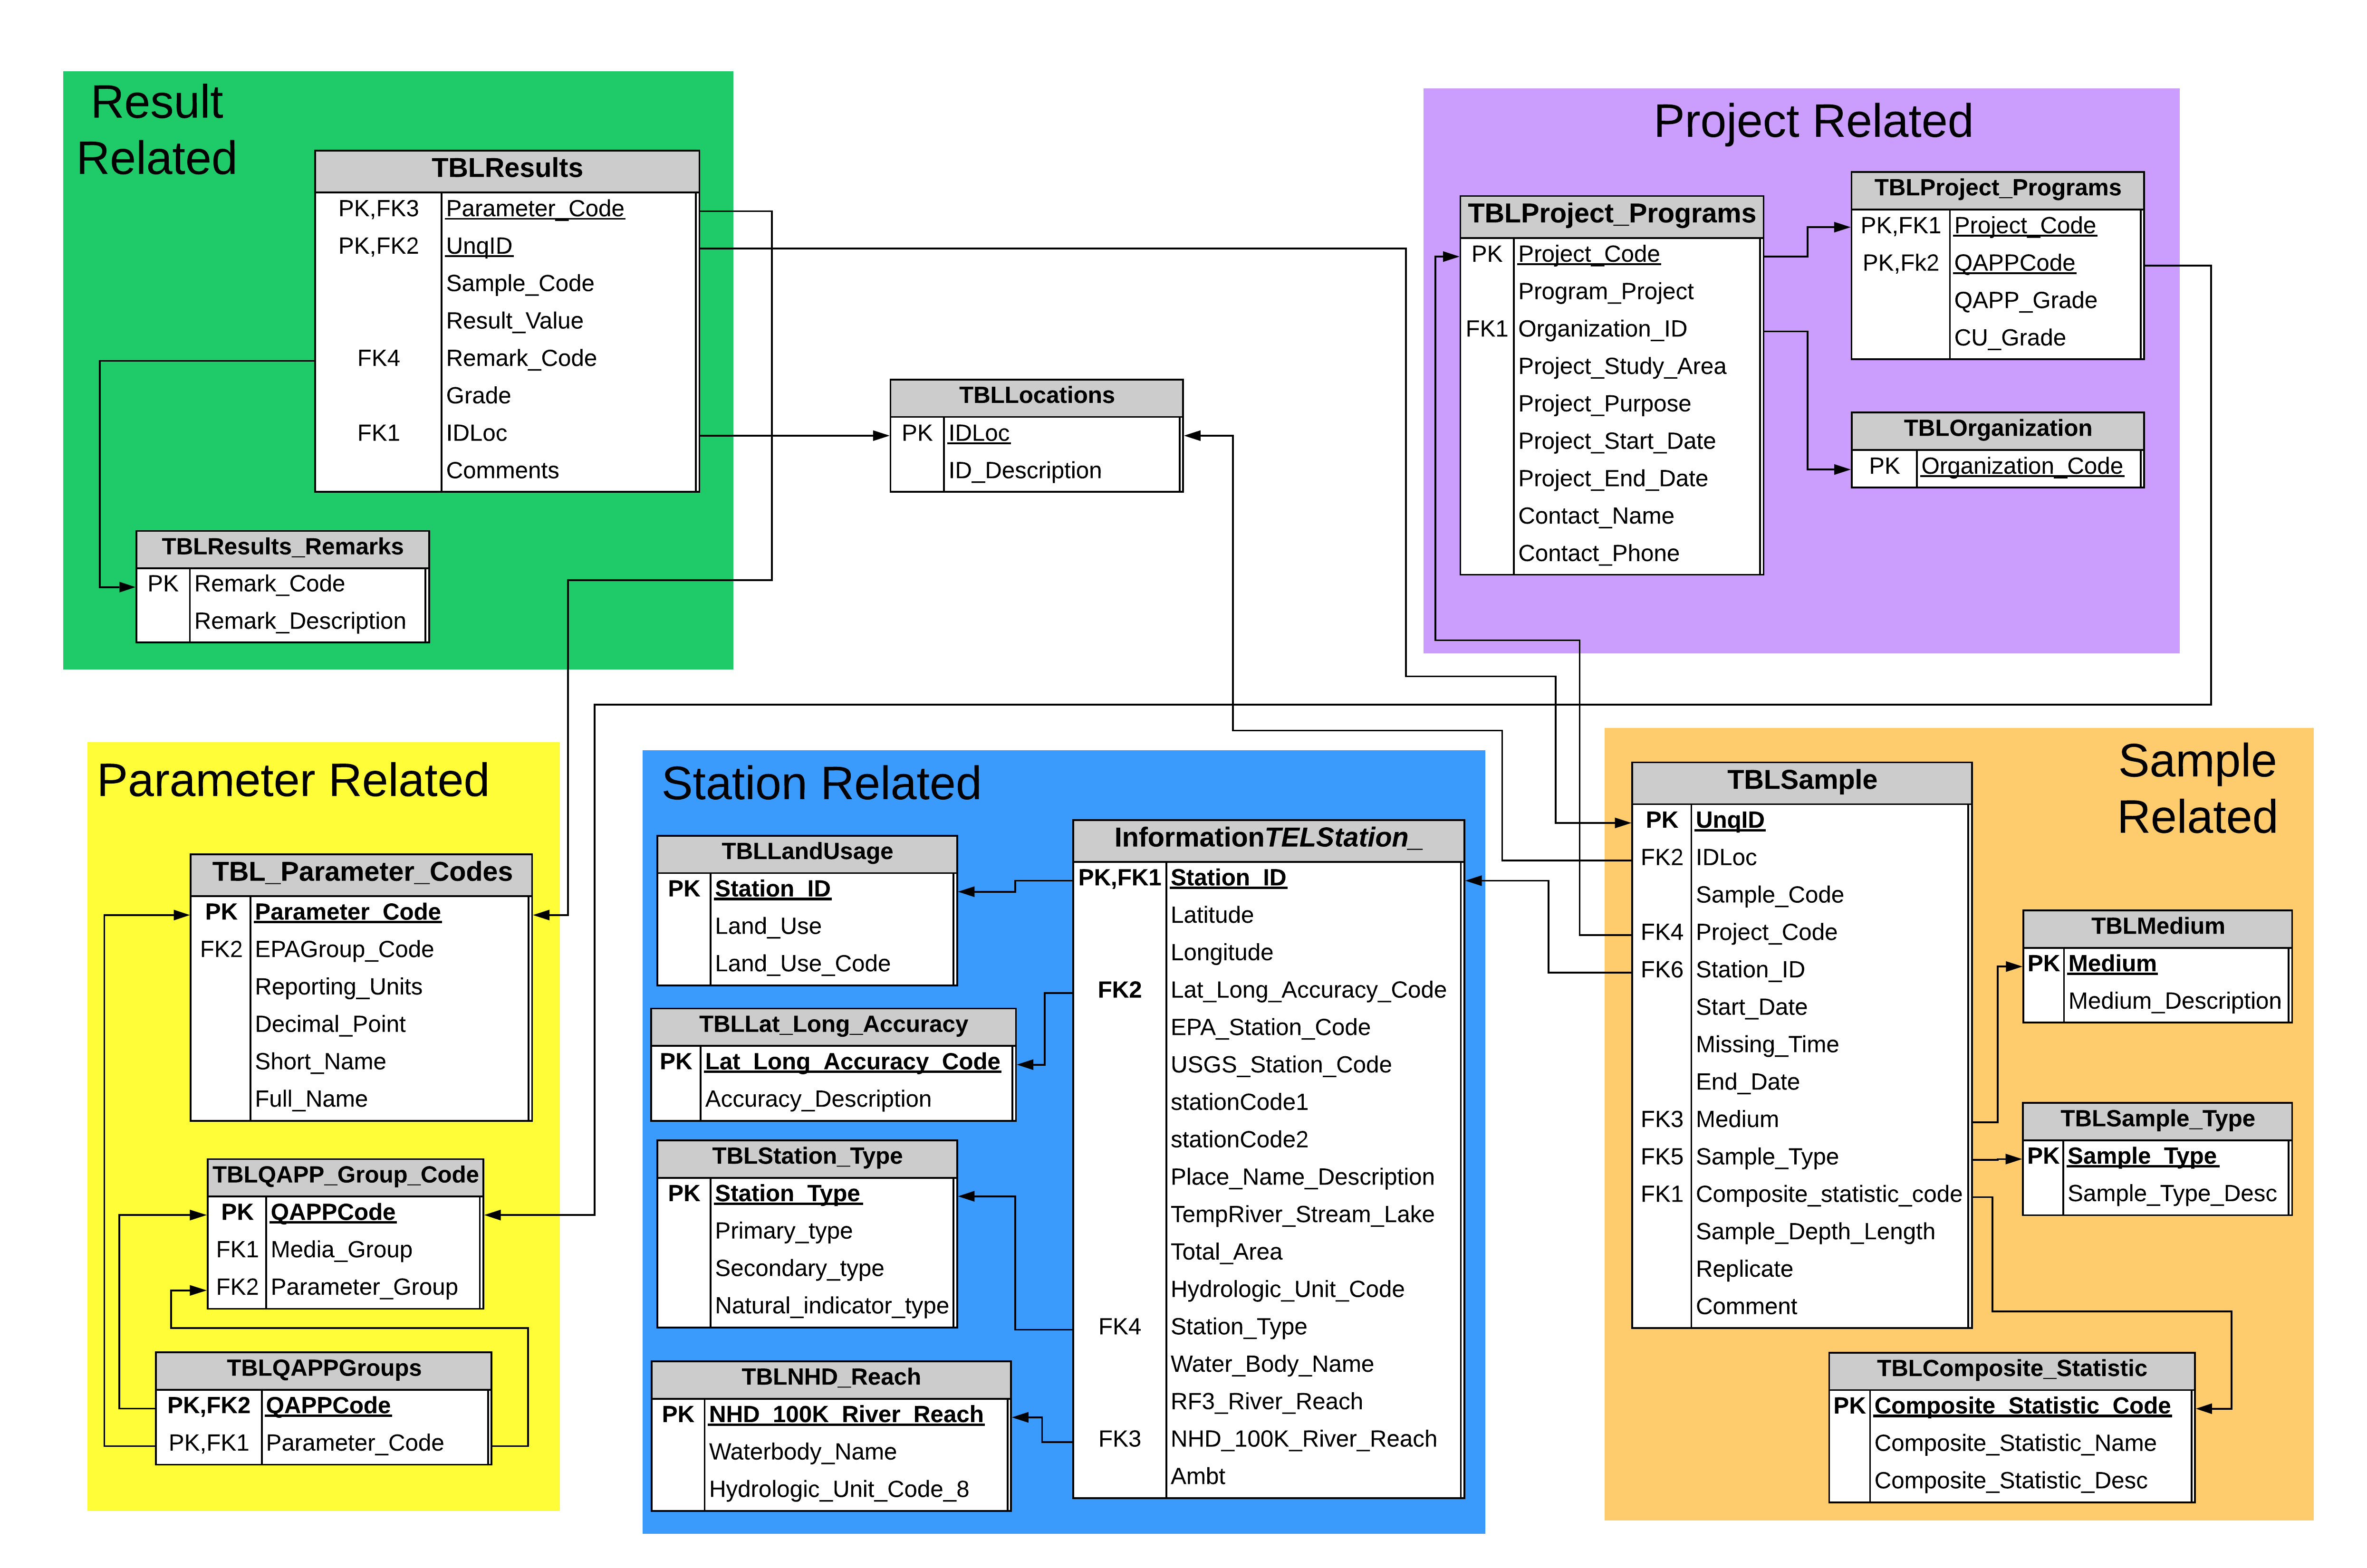 Result
Related
TBLResults
PK,FK3 Parameter_Code
PK,FK2 UnqID
Sample_Code
Result_Value
FK4 Remark_Code
Grade
FK1 IDLoc
Comments
TBLResults_Remarks
PK Remark_Code
Remark_Description
TBLLocations
PK IDLoc
ID_Description
Project Related
TBLProject_Programs
PK Project_Code
Program_Project
FK1 Organization_ID
Project_Study_Area
Project_Purpose
Project_Start_Date
Project_End_Date
Contact_Name
Contact_Phone
TBLProject_Programs
PK,FK1 Project_Code
PK,Fk2 QAPPCode
QAPP_Grade
CU_Grade
TBLOrganization
PK Organization_Code
Parameter Related
TBL_Parameter_Codes
PK Parameter_Code
FK2 EPAGroup_Code
Reporting_Units
Decimal_Point
Short_Name
Full_Name
TBLQAPP_Group_Code
PK QAPPCode
FK1 Media_Group
FK2 Parameter_Group
TBLQAPPGroups
PK,FK2 QAPPCode
PK,FK1 Parameter_Code
Station Related
TBLLandUsage
PK Station_ID
Land_Use
Land_Use_Code
TBLLat_Long_Accuracy
PK Lat_Long_Accuracy_Code
Accuracy_Description
TBLStation_Type
PK Station_Type
Primary_type
Secondary_type
Natural_indicator_type
TBLNHD_Reach
PK NHD_100K_River_Reach
Waterbody_Name
Hydrologic_Unit_Code_8
InformationTELStation_
PK,FK1 Station_ID
Latitude
Longitude
FK2 Lat_Long_Accuracy_Code
EPA_Station_Code
USGS_Station_Code
stationCode1
stationCode2
Place_Name_Description
TempRiver_Stream_Lake
Total_Area
Hydrologic_Unit_Code
FK4 Station_Type
Water_Body_Name
RF3_River_Reach
FK3 NHD_100K_River_Reach
Ambt
Sample
Related
TBLSample
PK UnqID
FK2 IDLoc
Sample_Code
FK4 Project_Code
FK6 Station_ID
Start_Date
Missing_Time
End_Date
FK3 Medium
FK5 Sample_Type
FK1 Composite_statistic_code
Sample_Depth_Length
Replicate
Comment
TBLMedium
PK Medium
Medium_Description
TBLSample_Type
PK Sample_Type
Sample_Type_Desc
TBLComposite_Statistic
PK Composite_Statistic_Code
Composite_Statistic_Name
Composite_Statistic_Desc